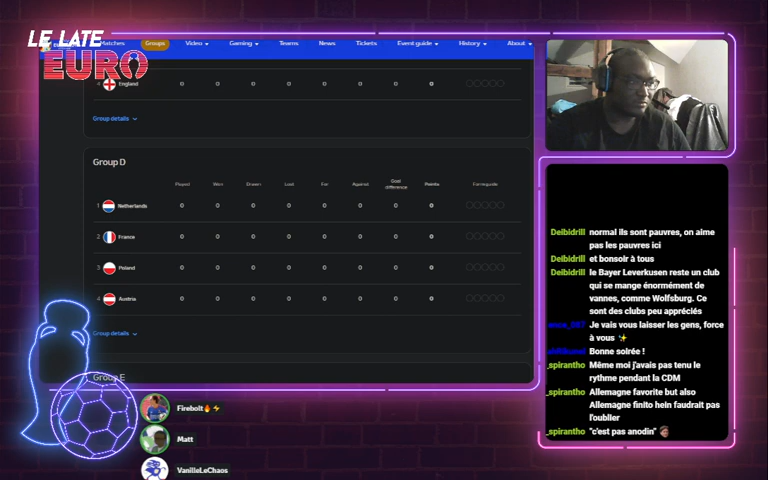 LE LATE
EURO
Matches Groups Video Gaming Teams News Tickets Event guide History About
4 England 0 0 0 0 0 0 0 0
Group details
Group D
Played Won Drawn Lost For Against Goal difference Points Form guide
1 Netherlands 0 0 0 0 0 0 0 0
2 France 0 0 0 0 0 0 0 0
3 Poland 0 0 0 0 0 0 0 0
4 Austria 0 0 0 0 0 0 0 0
Group details
Group E
Firebolt🔥⚡
Matt
VanilleLeChaos
Deibidrill normal ils sont pauvres, on aime
pas les pauvres ici
Deibidrill et bonsoir à tous
Deibidrill le Bayer Leverkusen reste un club
qui se mange énormément de
vannes, comme Wolfsburg. Ce
sont des clubs peu appréciés
Je vais vous laisser les gens, force
à vous ✨
Bonne soirée !
_spirantho Même moi j'avais pas tenu le
rythme pendant la CDM
_spirantho Allemagne favorite but also
Allemagne finito hein faudrait pas
l'oublier
_spirantho "c'est pas anodin"